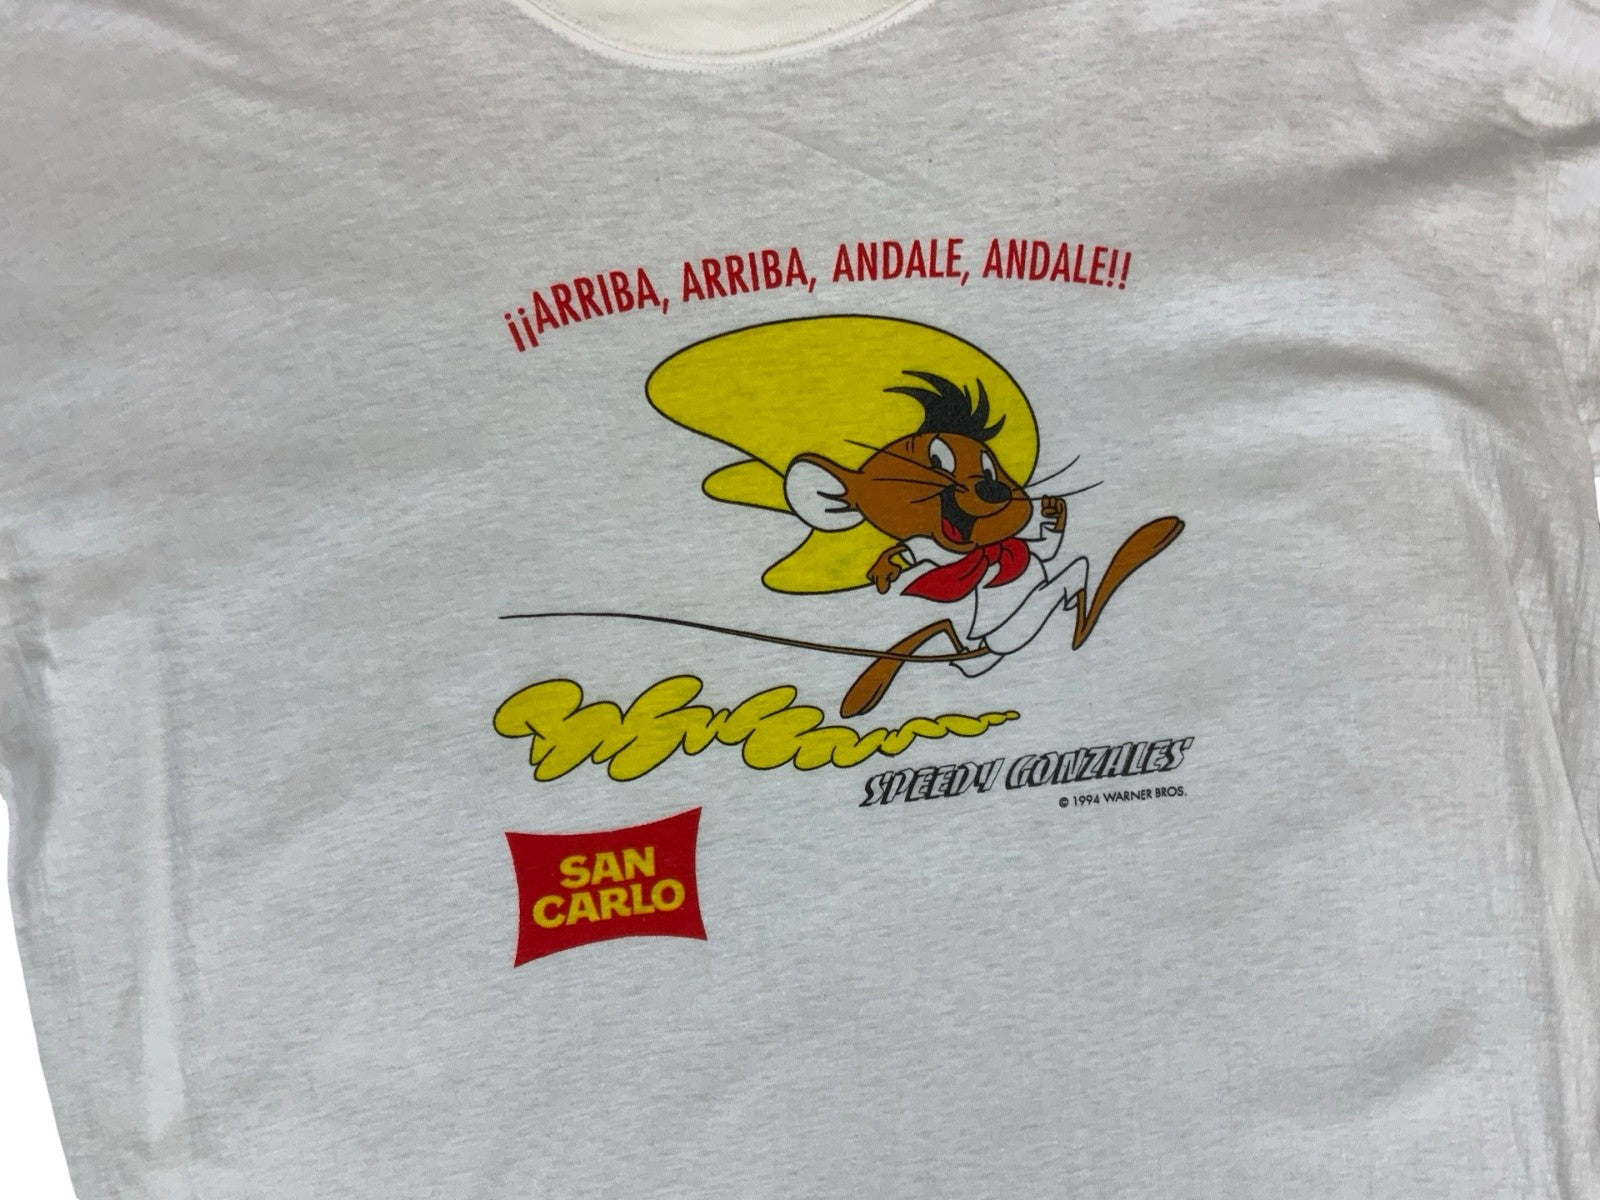 ¡¡ARRIBA, ARRIBA, ANDALE, ANDALE!!
SPEEDY GONZALES
© 1994 WARNER BROS.
SAN
CARLO